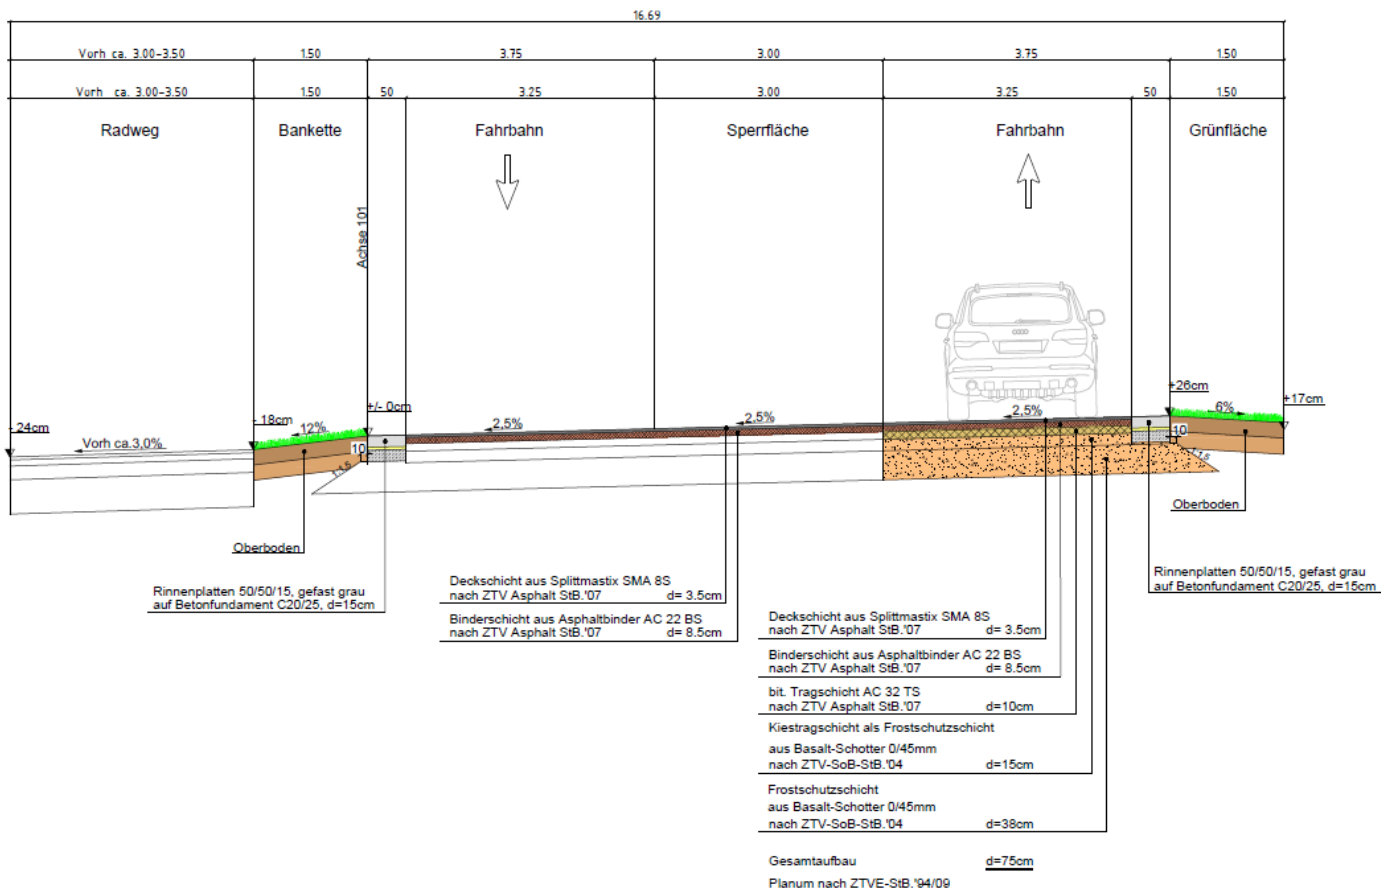 16.69
Vorh ca. 3.00-3.50 1.50 3.75 3.00 3.75 1.50
Vorh ca. 3.00-3.50 1.50 50 3.25 3.00 3.25 50 1.50
Radweg Bankette Fahrbahn Sperrfläche Fahrbahn Grünfläche
Achse 101
+26cm
+17cm
+/- 0cm
- 18cm
- 24cm
12%
2,5%
2,5%
2,5%
6%
Vorh ca.3,0%
10
10
1:1.5
1:1.5
Oberboden
Oberboden
Rinnenplatten 50/50/15, gefast grau
auf Betonfundament C20/25, d=15cm
Deckschicht aus Splittmastix SMA 8S
nach ZTV Asphalt StB.'07 d= 3.5cm
Binderschicht aus Asphaltbinder AC 22 BS
nach ZTV Asphalt StB.'07 d= 8.5cm
Rinnenplatten 50/50/15, gefast grau
auf Betonfundament C20/25, d=15cm
Deckschicht aus Splittmastix SMA 8S
nach ZTV Asphalt StB.'07 d= 3.5cm
Binderschicht aus Asphaltbinder AC 22 BS
nach ZTV Asphalt StB.'07 d= 8.5cm
bit. Tragschicht AC 32 TS
nach ZTV Asphalt StB.'07 d=10cm
Kiestragschicht als Frostschutzschicht
aus Basalt-Schotter 0/45mm
nach ZTV-SoB-StB.'04 d=15cm
Frostschutzschicht
aus Basalt-Schotter 0/45mm
nach ZTV-SoB-StB.'04 d=38cm
Gesamtaufbau d=75cm
Planum nach ZTVE-StB.'94/09